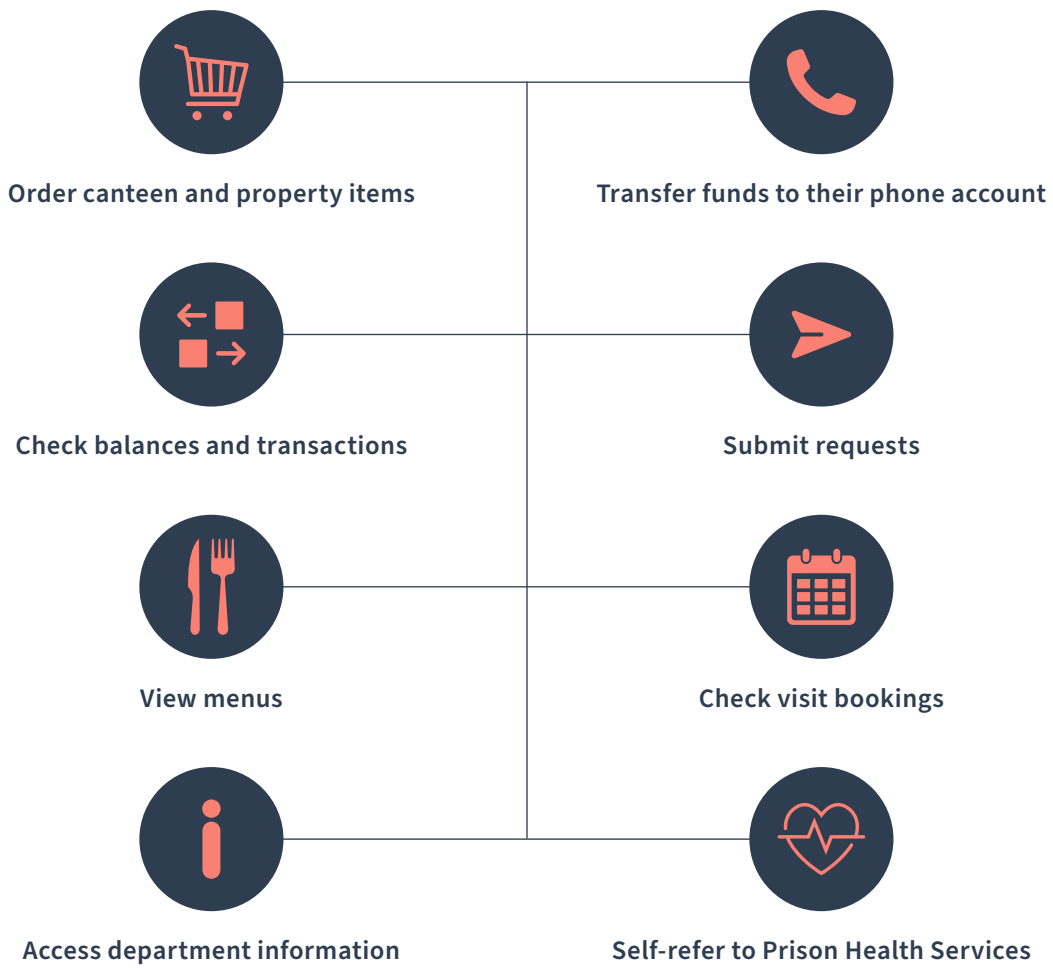 Order canteen and property items
Transfer funds to their phone account
Check balances and transactions
Submit requests
View menus
Check visit bookings
Access department information
Self-refer to Prison Health Services